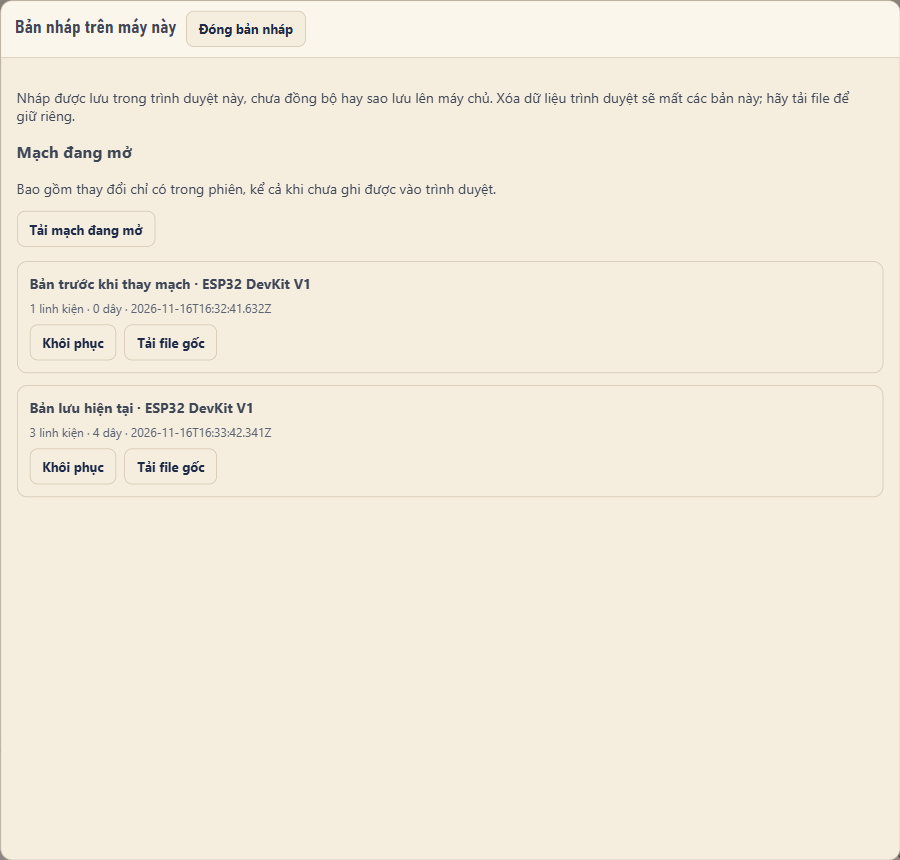 Bản nháp trên máy này
Đóng bản nháp
Nháp được lưu trong trình duyệt này, chưa đồng bộ hay sao lưu lên máy chủ. Xóa dữ liệu trình duyệt sẽ mất các bản này; hãy tải file để
giữ riêng.
Mạch đang mở
Bao gồm thay đổi chỉ có trong phiên, kể cả khi chưa ghi được vào trình duyệt.
Tải mạch đang mở
Bản trước khi thay mạch · ESP32 DevKit V1
1 linh kiện · 0 dây · 2026-11-16T16:32:41.632Z
Khôi phục
Tải file gốc
Bản lưu hiện tại · ESP32 DevKit V1
3 linh kiện · 4 dây · 2026-11-16T16:33:42.341Z
Khôi phục
Tải file gốc